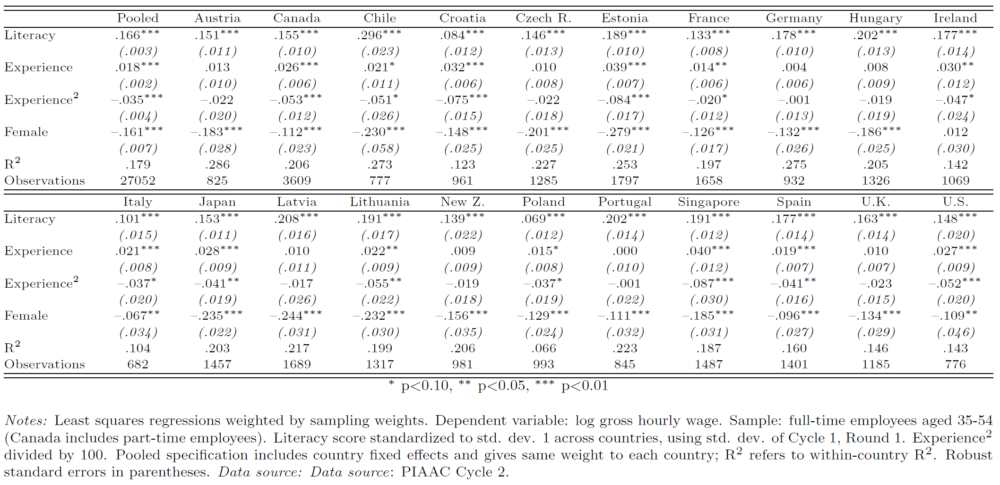 Pooled Austria Canada Chile Croatia Czech R. Estonia France Germany Hungary Ireland
Literacy .166*** .151*** .155*** .296*** .084*** .146*** .189*** .133*** .178*** .202*** .177***
(.003) (.011) (.010) (.023) (.012) (.013) (.010) (.008) (.010) (.013) (.014)
Experience .018*** .013 .026*** .021* .032*** .010 .039*** .014** .004 .008 .030**
(.002) (.010) (.006) (.011) (.006) (.008) (.007) (.006) (.006) (.009) (.012)
Experience² –.035*** –.022 –.053*** –.051* –.075*** –.022 –.084*** –.020* –.001 –.019 –.047*
(.004) (.020) (.012) (.026) (.015) (.018) (.017) (.012) (.013) (.019) (.024)
Female –.161*** –.183*** –.112*** –.230*** –.148*** –.201*** –.279*** –.126*** –.132*** –.186*** .012
(.007) (.028) (.023) (.058) (.025) (.025) (.021) (.017) (.026) (.025) (.030)
R² .179 .286 .206 .273 .123 .227 .253 .197 .275 .205 .142
Observations 27052 825 3609 777 961 1285 1797 1658 932 1326 1069
Italy Japan Latvia Lithuania New Z. Poland Portugal Singapore Spain U.K. U.S.
Literacy .101*** .153*** .208*** .191*** .139*** .069*** .202*** .191*** .177*** .163*** .148***
(.015) (.011) (.016) (.017) (.022) (.012) (.014) (.012) (.014) (.014) (.020)
Experience .021*** .028*** .010 .022** .009 .015* .000 .040*** .019*** .010 .027***
(.008) (.009) (.011) (.009) (.009) (.008) (.010) (.012) (.007) (.007) (.009)
Experience² –.037* –.041** –.017 –.055** –.019 –.037* –.001 –.087*** –.041** –.023 –.052***
(.020) (.019) (.026) (.022) (.018) (.019) (.022) (.030) (.016) (.015) (.020)
Female –.067** –.235*** –.244*** –.232*** –.156*** –.129*** –.111*** –.185*** –.096*** –.134*** –.109**
(.034) (.022) (.031) (.030) (.035) (.024) (.032) (.031) (.027) (.029) (.046)
R² .104 .203 .217 .199 .206 .066 .223 .187 .160 .146 .143
Observations 682 1457 1689 1317 981 993 845 1487 1401 1185 776
* p<0.10, ** p<0.05, *** p<0.01
Notes: Least squares regressions weighted by sampling weights. Dependent variable: log gross hourly wage. Sample: full-time employees aged 35-54
(Canada includes part-time employees). Literacy score standardized to std. dev. 1 across countries, using std. dev. of Cycle 1, Round 1. Experience²
divided by 100. Pooled specification includes country fixed effects and gives same weight to each country; R² refers to within-country R². Robust
standard errors in parentheses. Data source: Data source: PIAAC Cycle 2.